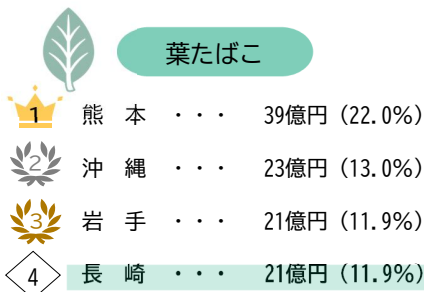 葉たばこ
1 熊 本 ・・・ 39億円（22.0%）
2 沖 縄 ・・・ 23億円（13.0%）
3 岩 手 ・・・ 21億円（11.9%）
4 長 崎 ・・・ 21億円（11.9%）